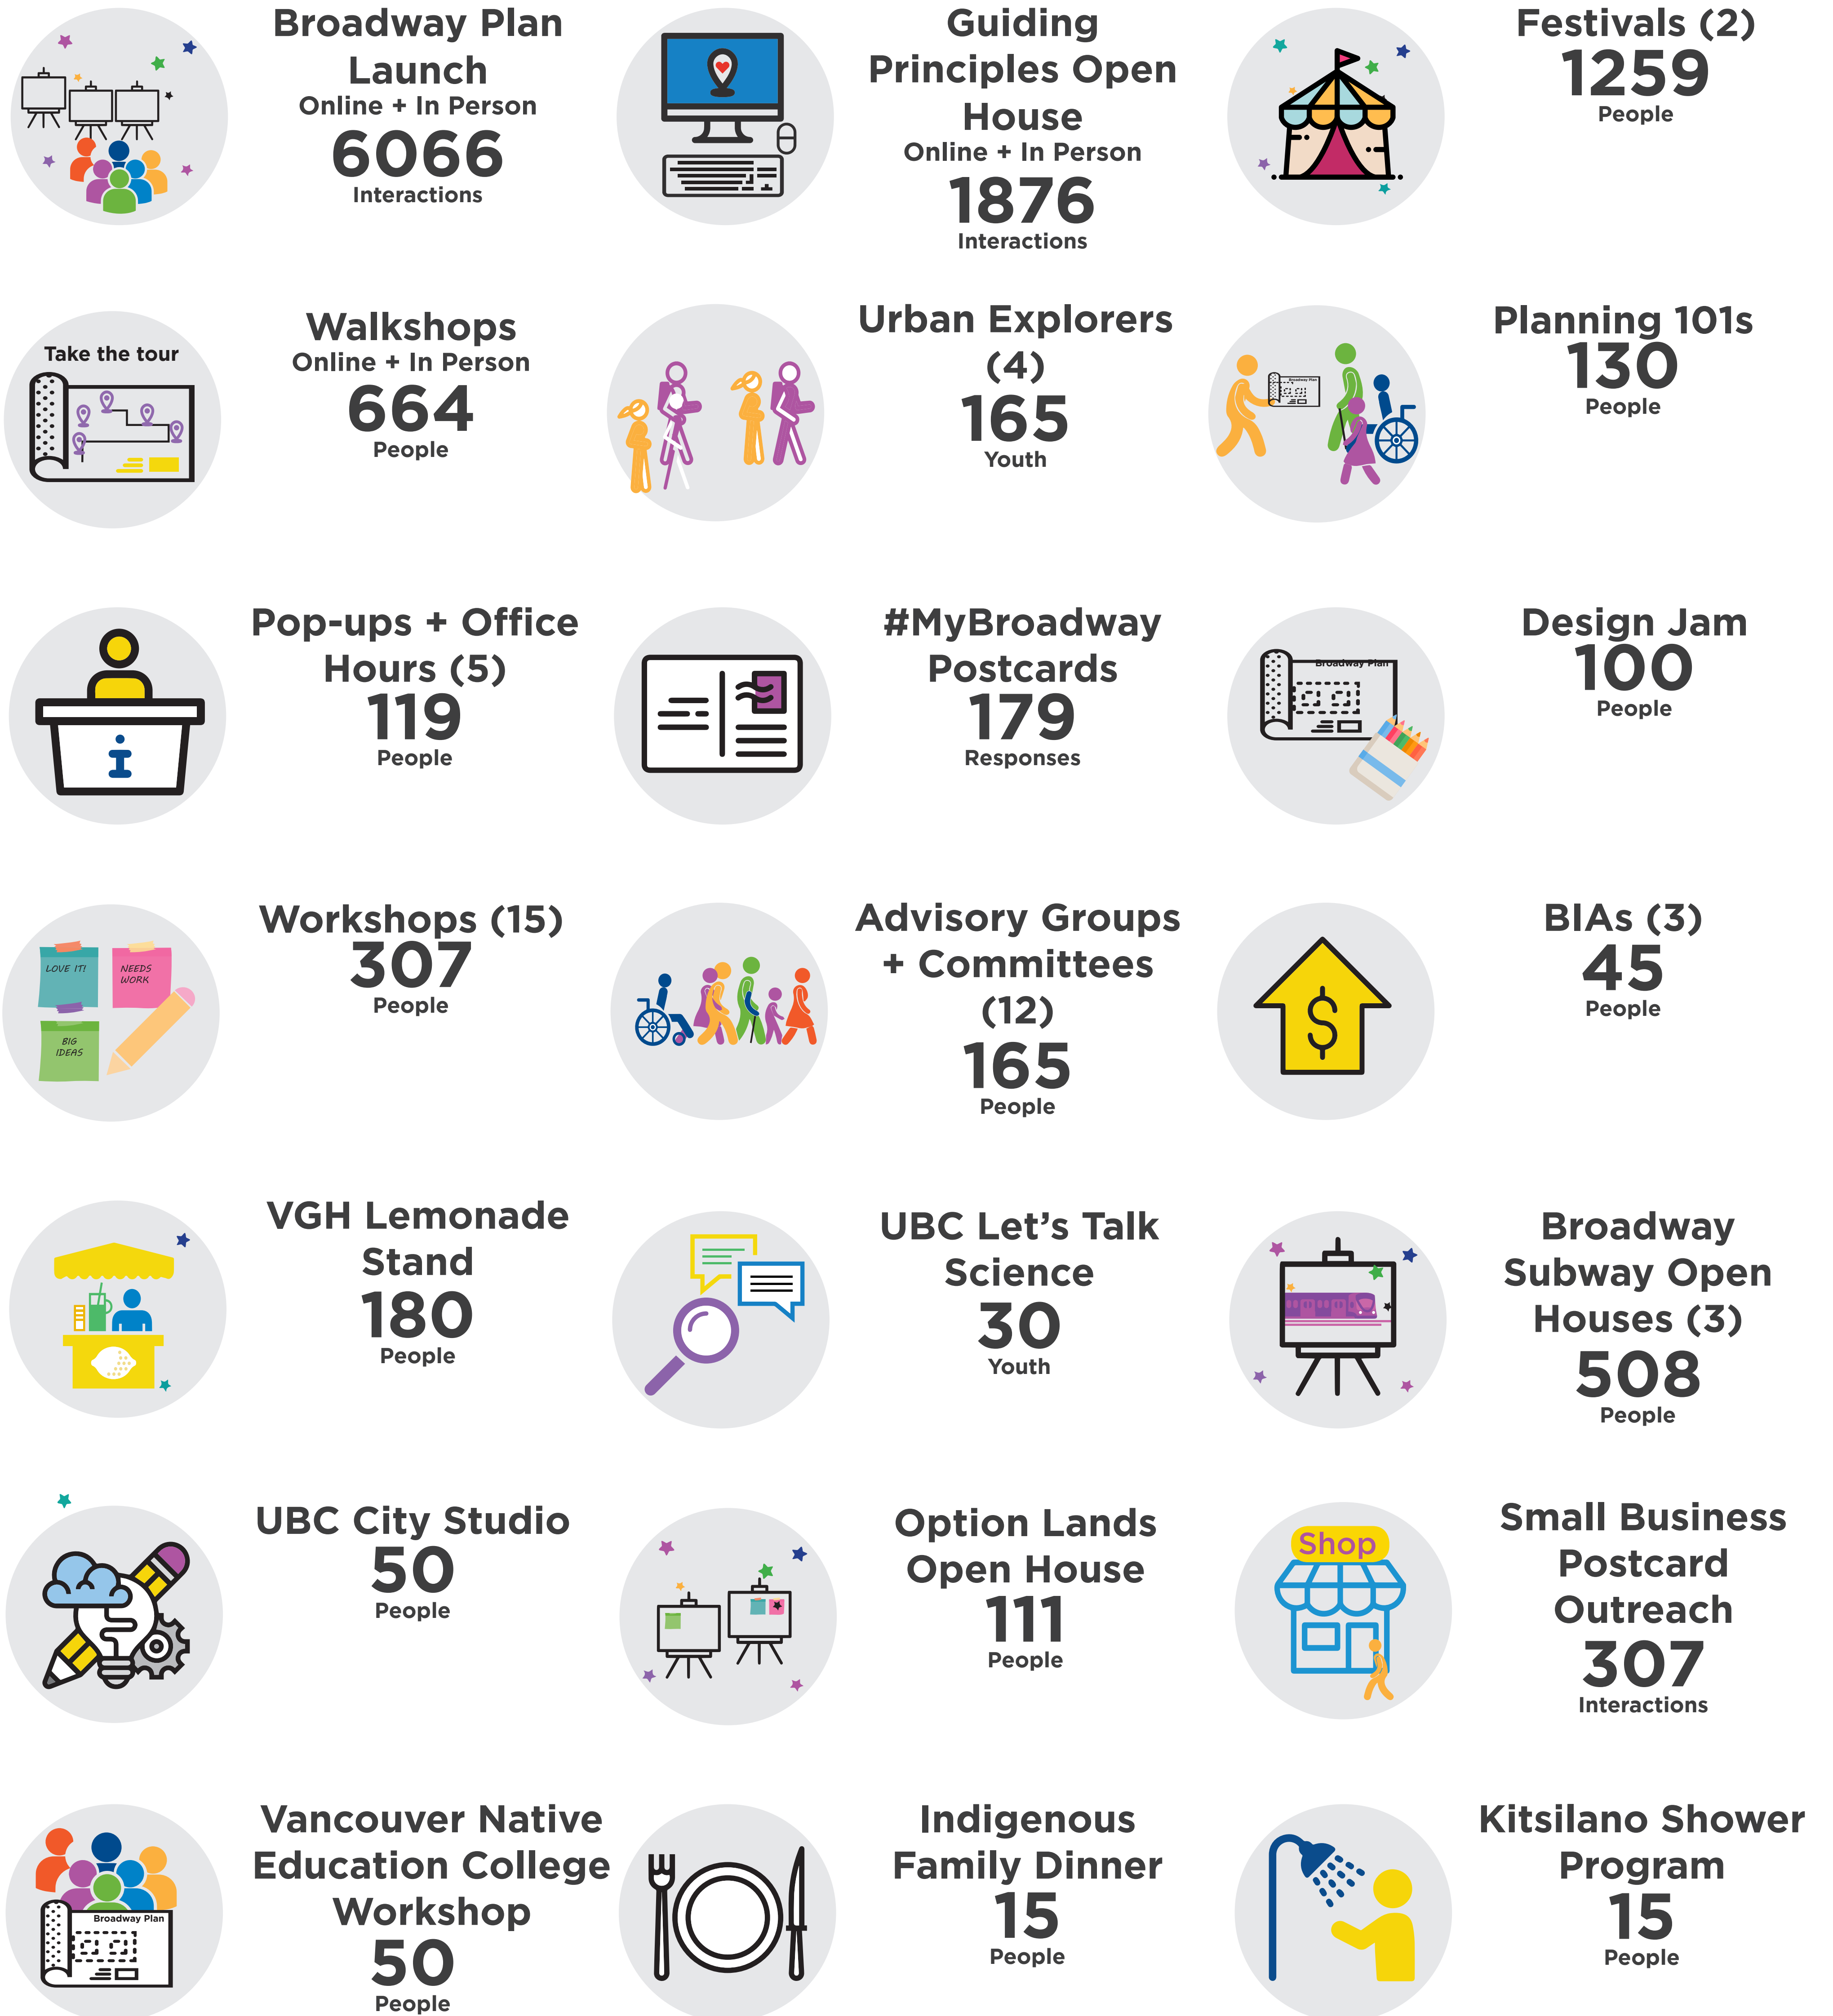 Broadway Plan
Launch
Online + In Person
6066
Interactions
Guiding
Principles Open
House
Online + In Person
1876
Interactions
Festivals (2)
1259
People
Take the tour
Walkshops
Online + In Person
664
People
Urban Explorers
(4)
165
Youth
Broadway Plan
Planning 101s
130
People
Pop-ups + Office
Hours (5)
119
People
#MyBroadway
Postcards
179
Responses
Broadway Plan
Design Jam
100
People
LOVE IT!
NEEDS
WORK
BIG
IDEAS
Workshops (15)
307
People
Advisory Groups
+ Committees
(12)
165
People
$
BIAs (3)
45
People
VGH Lemonade
Stand
180
People
UBC Let’s Talk
Science
30
Youth
Broadway
Subway Open
Houses (3)
508
People
UBC City Studio
50
People
Option Lands
Open House
111
People
Shop
Small Business
Postcard
Outreach
307
Interactions
Broadway Plan
Vancouver Native
Education College
Workshop
50
People
Indigenous
Family Dinner
15
People
Kitsilano Shower
Program
15
People